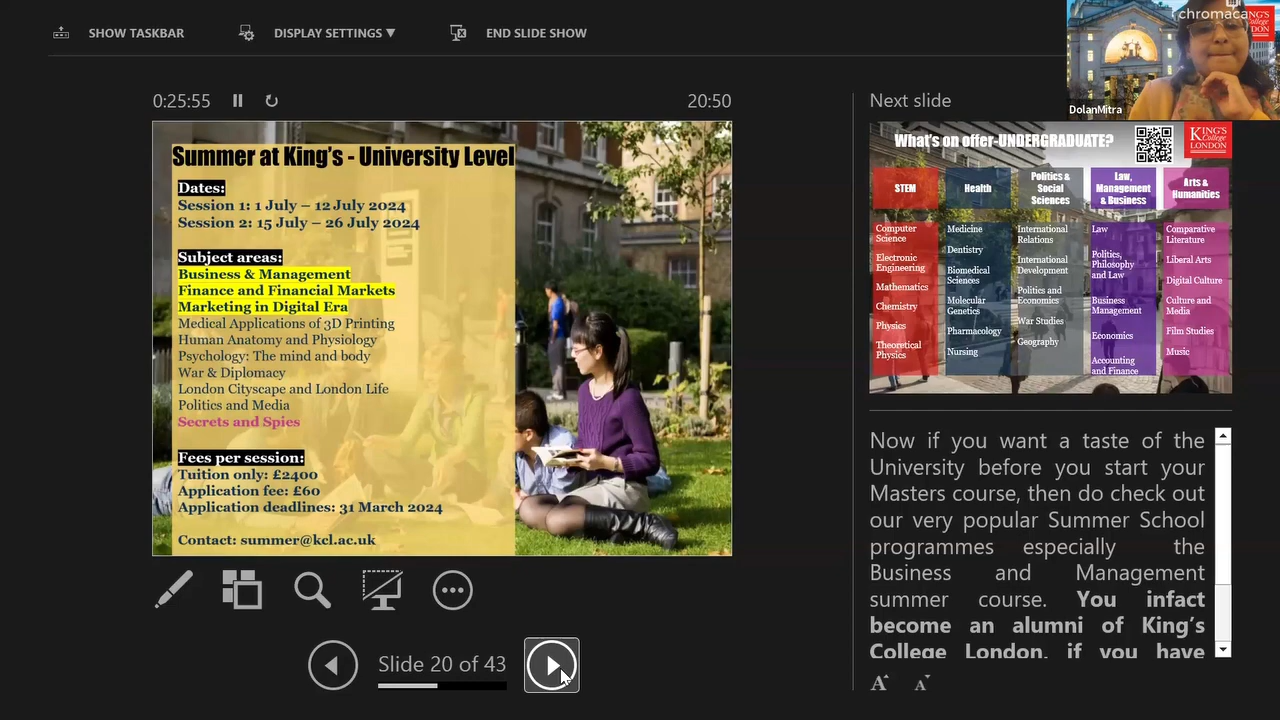 SHOW TASKBAR
DISPLAY SETTINGS ▼
END SLIDE SHOW
chromaca
KING'S
College
LONDON
DolanMitra
0:25:55
20:50
Next slide
Summer at King's - University Level
Dates:
Session 1: 1 July – 12 July 2024
Session 2: 15 July – 26 July 2024
Subject areas:
Business & Management
Finance and Financial Markets
Marketing in Digital Era
Medical Applications of 3D Printing
Human Anatomy and Physiology
Psychology: The mind and body
War & Diplomacy
London Cityscape and London Life
Politics and Media
Secrets and Spies
Fees per session:
Tuition only: £2400
Application fee: £60
Application deadlines: 31 March 2024
Contact: summer@kcl.ac.uk
What's on offer-UNDERGRADUATE?
KING'S
College
LONDON
STEM
Computer
Science
Electronic
Engineering
Mathematics
Chemistry
Physics
Theoretical
Physics
Health
Medicine
Dentistry
Biomedical
Sciences
Molecular
Genetics
Pharmacology
Nursing
Politics &
Social
Sciences
International
Relations
International
Development
Politics and
Economics
War Studies
Geography
Law,
Management
& Business
Law
Politics,
Philosophy
and Law
Business
Management
Economics
Accounting
and Finance
Arts &
Humanities
Comparative
Literature
Liberal Arts
Digital Culture
Culture and
Media
Film Studies
Music
Now if you want a taste of the
University before you start your
Masters course, then do check out
our very popular Summer School
programmes especially the
Business and Management
summer course. You infact
become an alumni of King's
College London, if you have
Slide 20 of 43
A
A